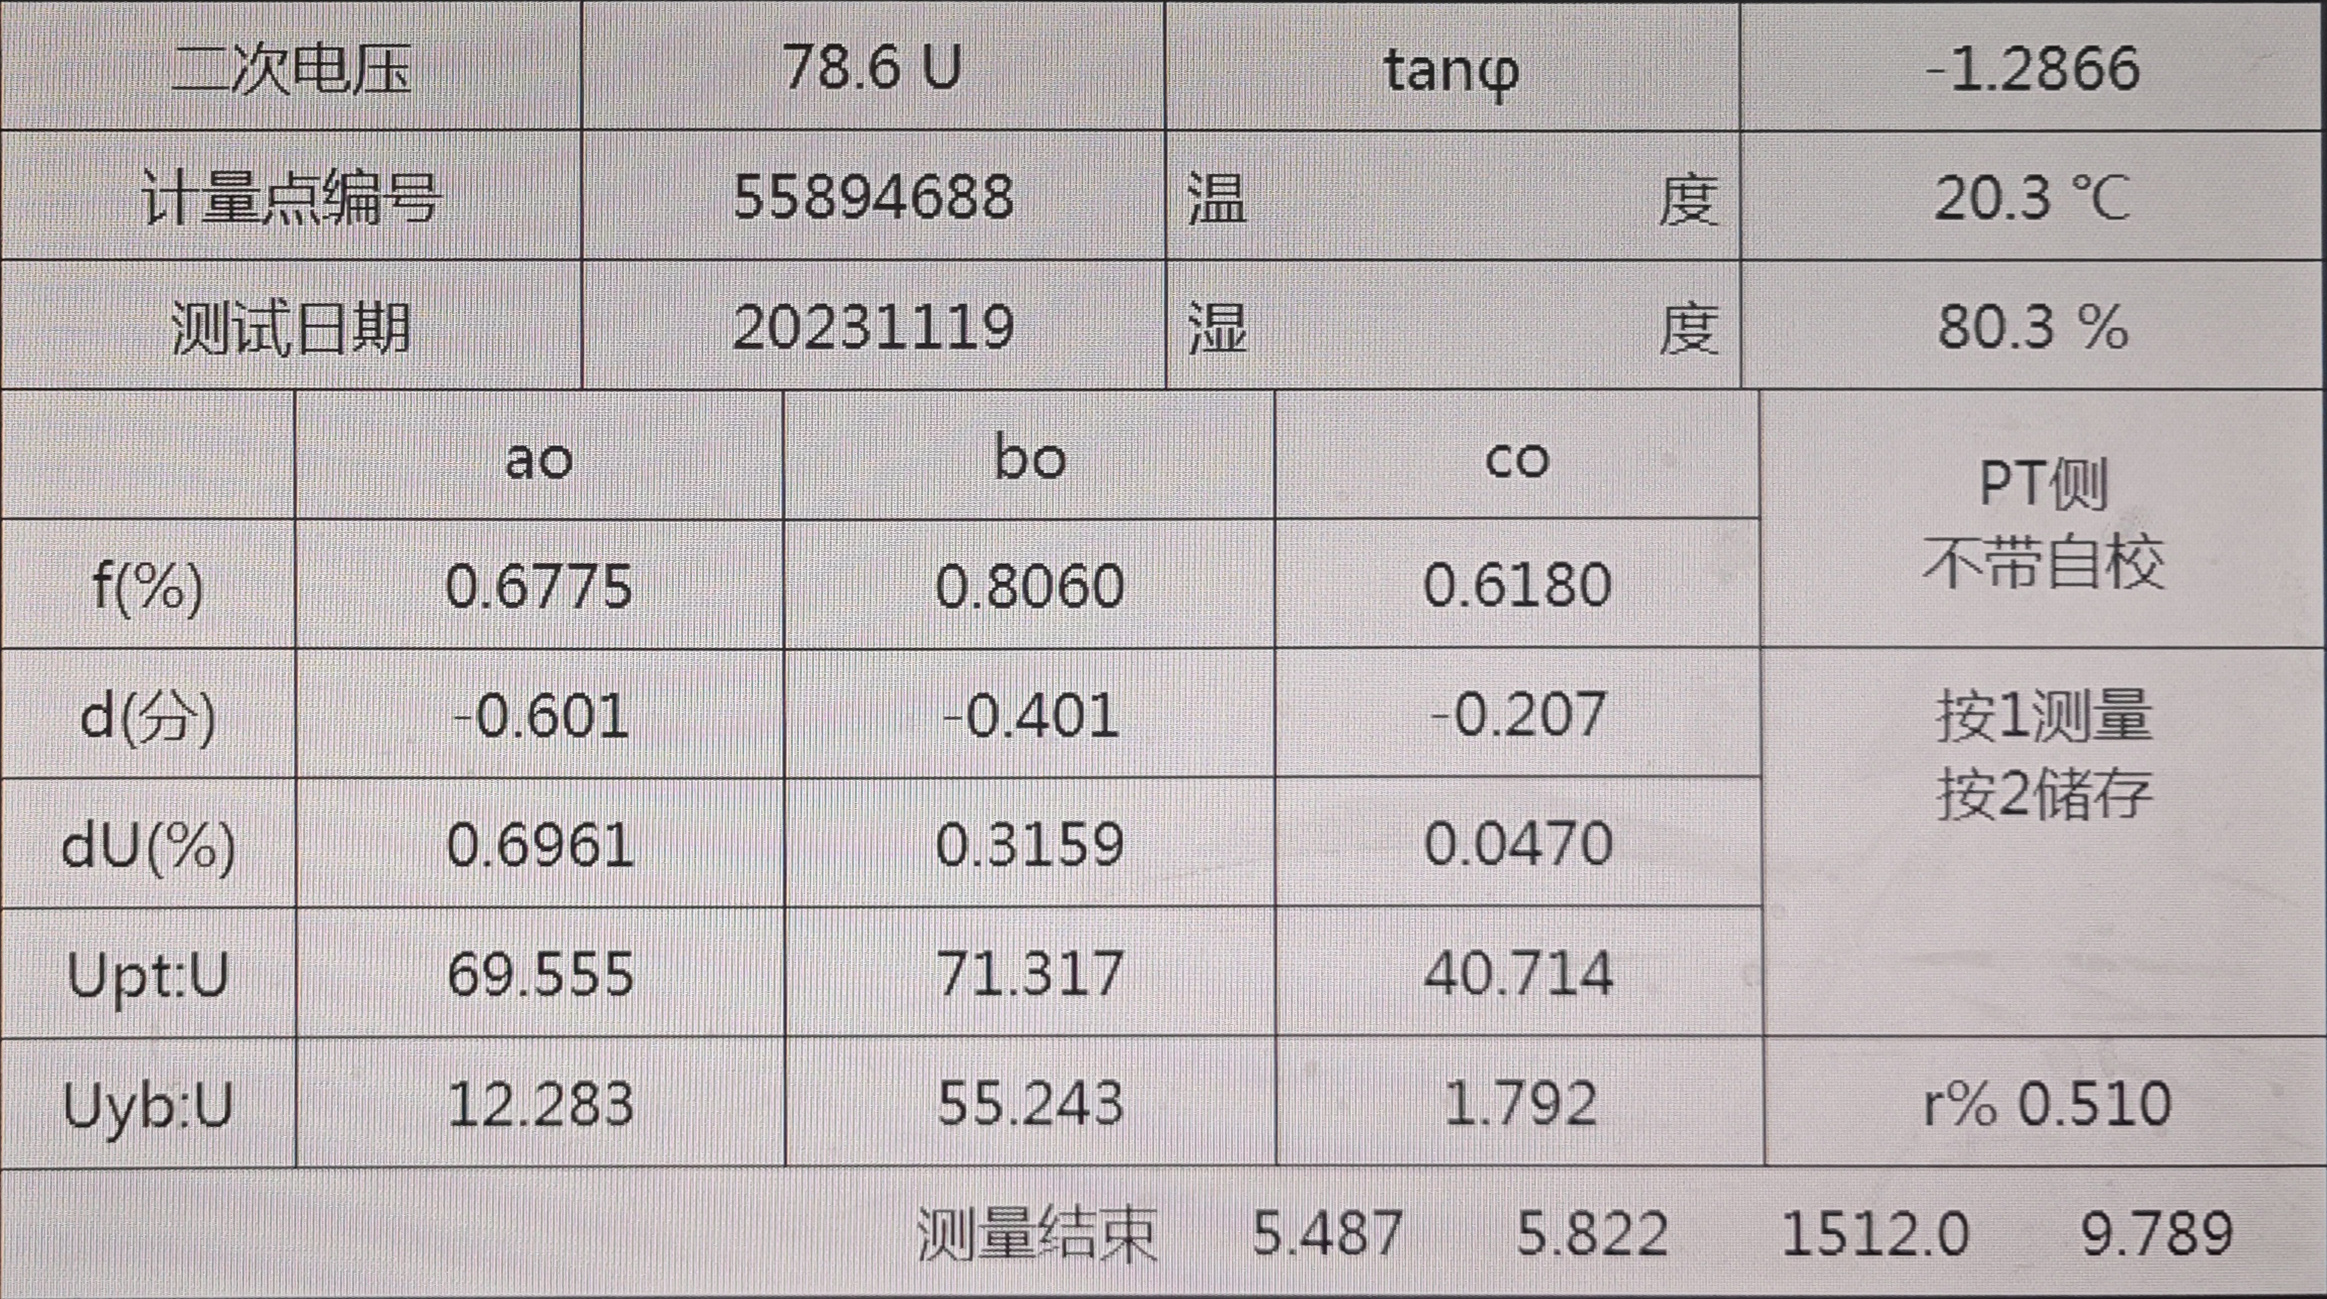 二次电压 78.6 U tanφ -1.2866
计量点编号 55894688 温 度 20.3 ℃
测试日期 20231119 湿 度 80.3 %
ao bo co
PT侧
不带自校
f(%) 0.6775 0.8060 0.6180
d(分) -0.601 -0.401 -0.207
按1测量
按2储存
dU(%) 0.6961 0.3159 0.0470
Upt:U 69.555 71.317 40.714
Uyb:U 12.283 55.243 1.792 r% 0.510
测量结束 5.487 5.822 1512.0 9.789